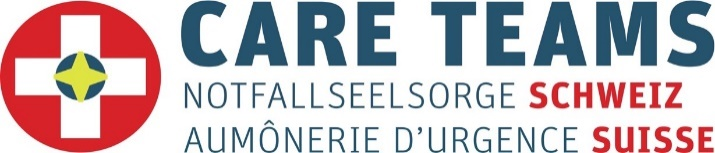 CARE TEAMS
NOTFALLSEELSORGE SCHWEIZ
AUMÔNERIE D'URGENCE SUISSE